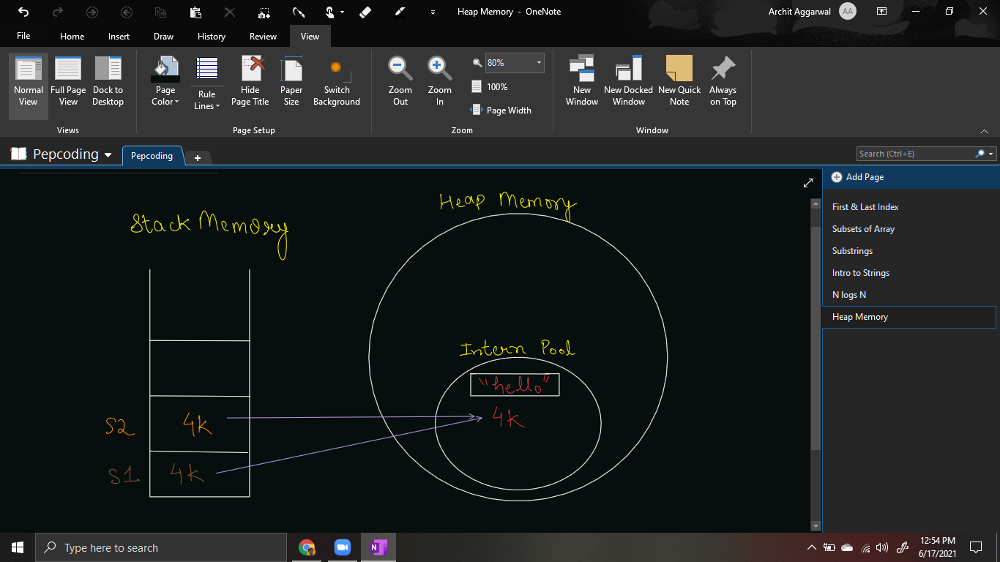 Heap Memory - OneNote
Archit Aggarwal
AA
File
Home
Insert
Draw
History
Review
View
Normal View
Full Page View
Dock to Desktop
Page Color
Rule Lines
Hide Page Title
Paper Size
Switch Background
Zoom Out
Zoom In
80%
100%
Page Width
New Window
New Docked Window
New Quick Note
Always on Top
Views
Page Setup
Zoom
Window
Pepcoding
Pepcoding
Search (Ctrl+E)
Add Page
First & Last Index
Subsets of Array
Substrings
Intro to Strings
N logs N
Heap Memory
Stack Memory
Heap Memory
Intern Pool
"hello"
4K
S2
4K
S1
4K
Type here to search
N
12:54 PM
6/17/2021